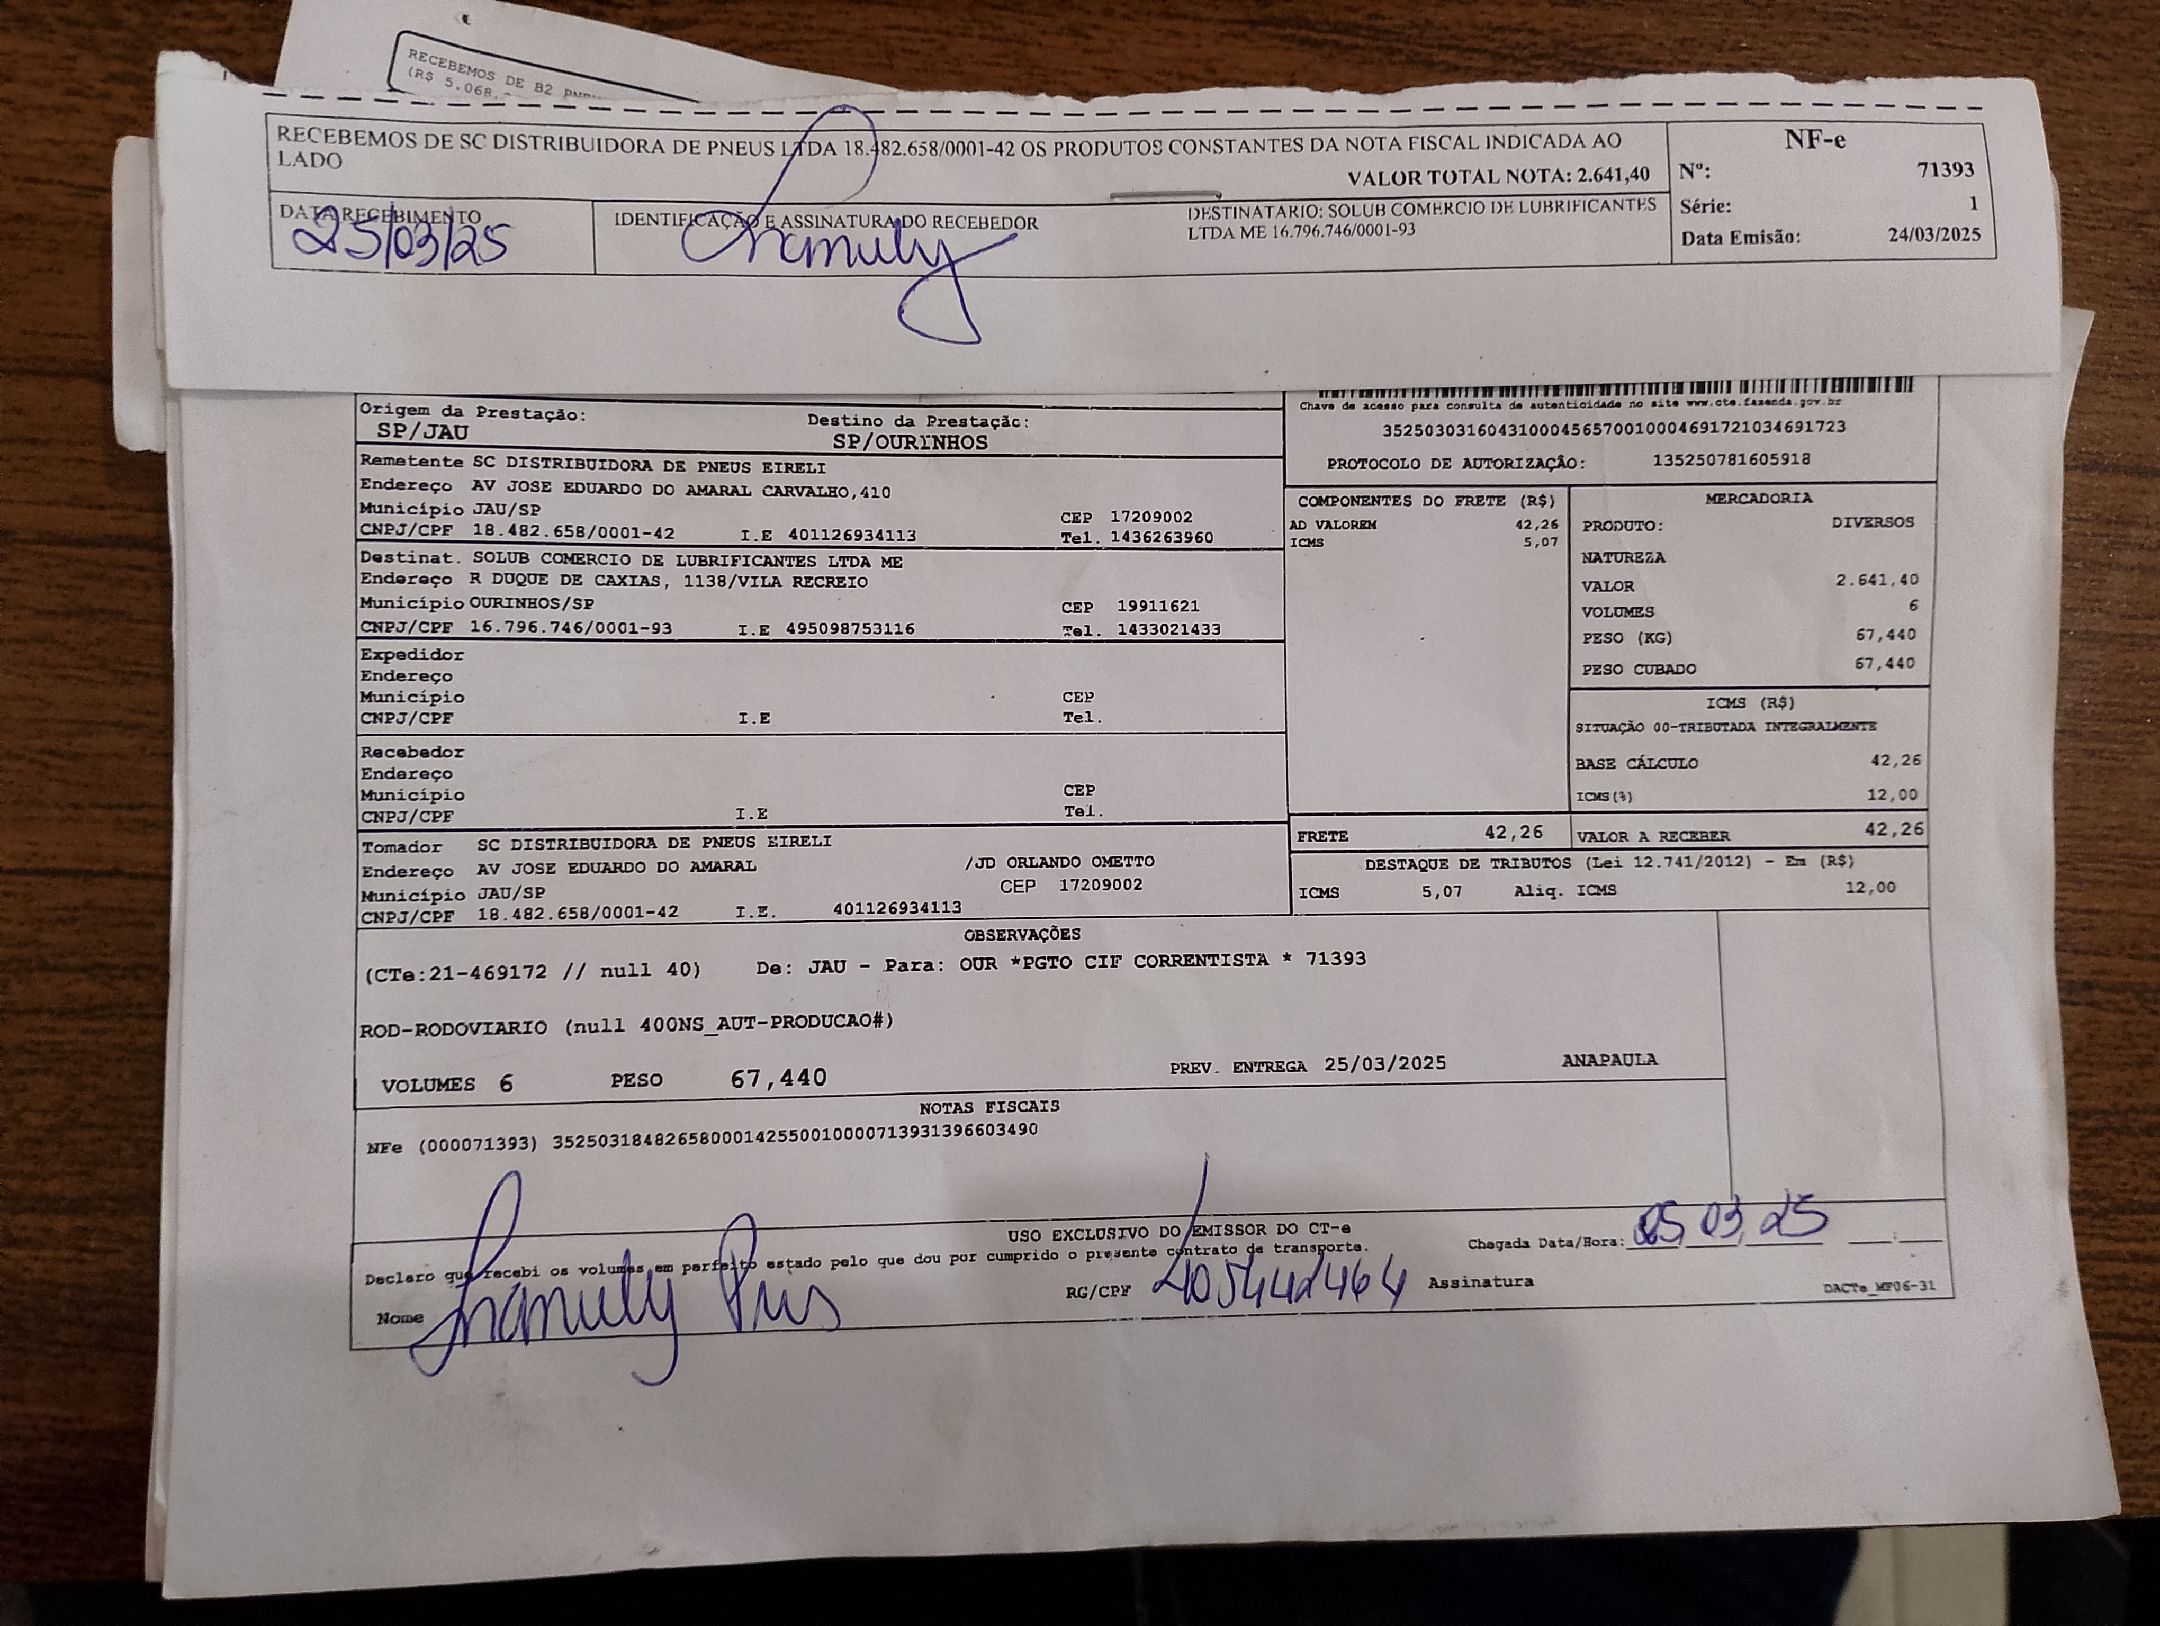 RECEBEMOS DE B2
(R$ 5.068,
RECEBEMOS DE SC DISTRIBUIDORA DE PNEUS LTDA 18.482.658/0001-42 OS PRODUTOS CONSTANTES DA NOTA FISCAL INDICADA AO
LADO
VALOR TOTAL NOTA: 2.641,40
NF-e
Nº: 71393
Série: 1
Data Emisão: 24/03/2025
DATA RECEBIMENTO
25/03/25
IDENTIFICAÇÃO E ASSINATURA DO RECEBEDOR
DESTINATARIO: SOLUB COMERCIO DE LUBRIFICANTES
LTDA ME 16.796.746/0001-93
Origem da Prestação:
SP/JAU
Destino da Prestação:
SP/OURINHOS
Chave de acesso para consulta de autenticidade no site www.cte.fazenda.gov.br
35250303160431000456570010004691721034691723
PROTOCOLO DE AUTORIZAÇÃO: 135250781605918
Remetente SC DISTRIBUIDORA DE PNEUS EIRELI
Endereço AV JOSE EDUARDO DO AMARAL CARVALHO,410
Município JAU/SP CEP 17209002
CNPJ/CPF 18.482.658/0001-42 I.E 401126934113 Tel. 1436263960
Destinat. SOLUB COMERCIO DE LUBRIFICANTES LTDA ME
Endereço R DUQUE DE CAXIAS, 1138/VILA RECREIO
Município OURINHOS/SP CEP 19911621
CNPJ/CPF 16.796.746/0001-93 I.E 495098753116 Tel. 1433021433
Expedidor
Endereço
Município CEP
CNPJ/CPF I.E Tel.
Recebedor
Endereço
Município CEP
CNPJ/CPF I.E Tel.
Tomador SC DISTRIBUIDORA DE PNEUS EIRELI
Endereço AV JOSE EDUARDO DO AMARAL /JD ORLANDO OMETTO
Município JAU/SP CEP 17209002
CNPJ/CPF 18.482.658/0001-42 I.E. 401126934113
COMPONENTES DO FRETE (R$)
AD VALOREM 42,26
ICMS 5,07
MERCADORIA
PRODUTO: DIVERSOS
NATUREZA
VALOR 2.641,40
VOLUMES 6
PESO (KG) 67,440
PESO CUBADO 67,440
ICMS (R$)
SITUAÇÃO 00-TRIBUTADA INTEGRALMENTE
BASE CÁLCULO 42,26
ICMS(%) 12,00
FRETE 42,26 VALOR A RECEBER 42,26
DESTAQUE DE TRIBUTOS (Lei 12.741/2012) - Em (R$)
ICMS 5,07 Aliq. ICMS 12,00
OBSERVAÇÕES
(CTe:21-469172 // null 40) De: JAU - Para: OUR *PGTO CIF CORRENTISTA * 71393
ROD-RODOVIARIO (null 400NS_AUT-PRODUCAO#)
VOLUMES 6 PESO 67,440 PREV. ENTREGA 25/03/2025 ANAPAULA
NOTAS FISCAIS
NFe (000071393) 35250318482658000142550010000713931396603490
USO EXCLUSIVO DO EMISSOR DO CT-e
Declaro que recebi os volumes em perfeito estado pelo que dou por cumprido o presente contrato de transporte.
Chegada Data/Hora: 25 03 25 __:__
Nome
RG/CPF 405442464 Assinatura
DACTe_MF06-31